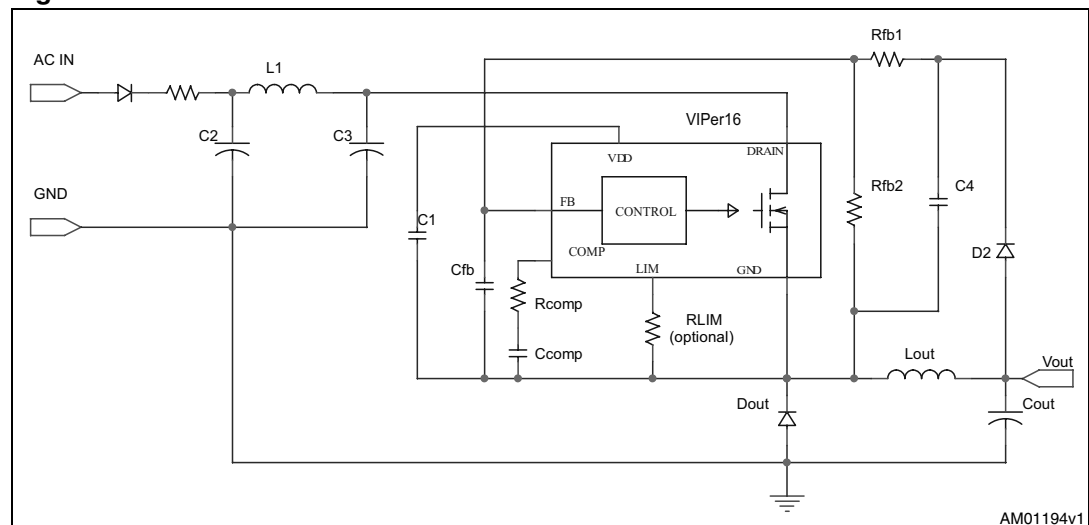 AC IN
L1
Rfb1
C2
C3
VIPer16
VDD
DRAIN
GND
C1
FB
CONTROL
Rfb2
C4
COMP
LIM
GND
D2
Cfb
Rcomp
RLIM
(optional)
Ccomp
Lout
Vout
Dout
Cout
AM01194v1